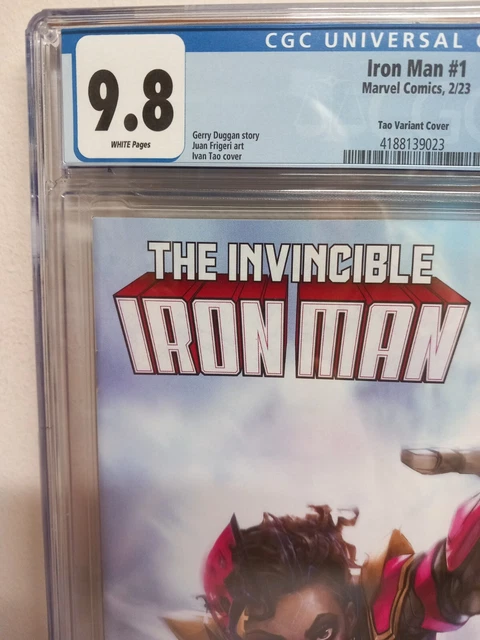 CGC UNIVERSAL
9.8
WHITE Pages
Iron Man #1
Marvel Comics, 2/23
Gerry Duggan story
Juan Frigeri art
Ivan Tao cover
Tao Variant Cover
4188139023
THE INVINCIBLE
IRON MAN